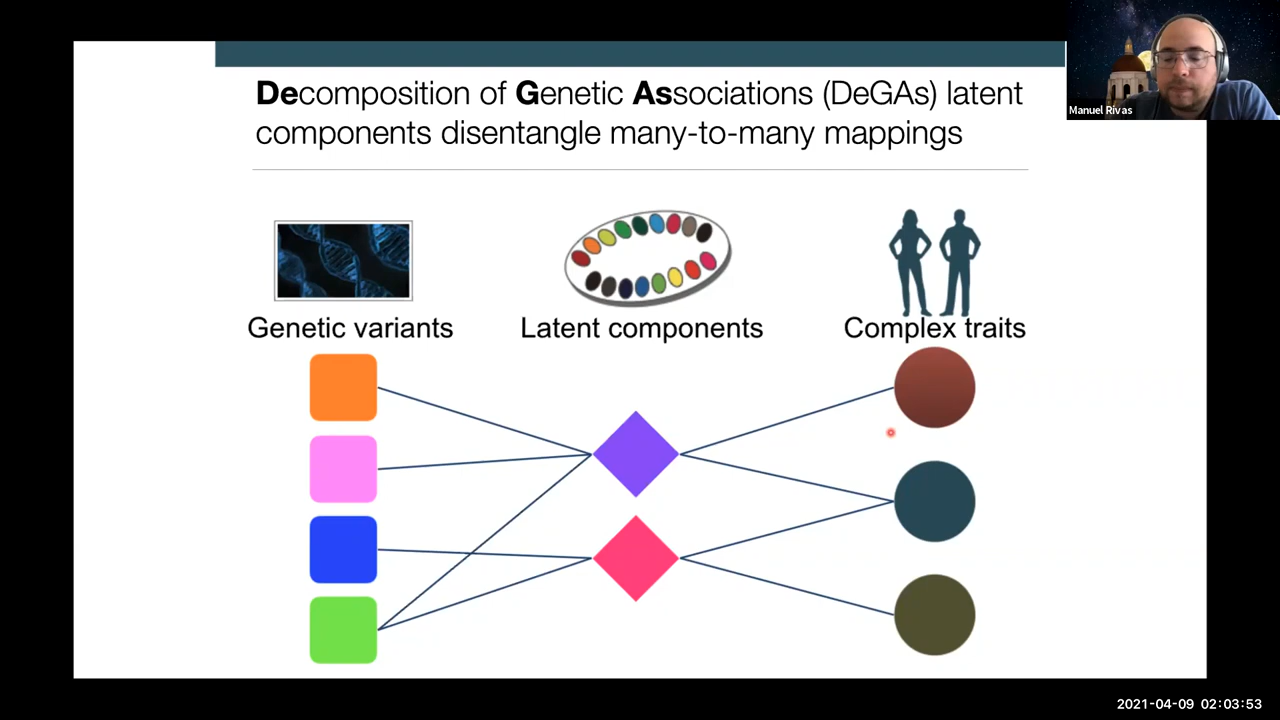 Decomposition of Genetic Associations (DeGAs) latent
components disentangle many-to-many mappings
Manuel Rivas
Genetic variants
Latent components
Complex traits
2021-04-09 02:03:53